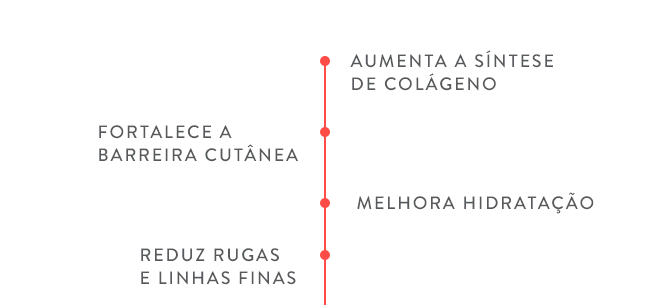 AUMENTA A SÍNTESE
DE COLÁGENO
FORTALECE A
BARREIRA CUTÂNEA
MELHORA HIDRATAÇÃO
REDUZ RUGAS
E LINHAS FINAS